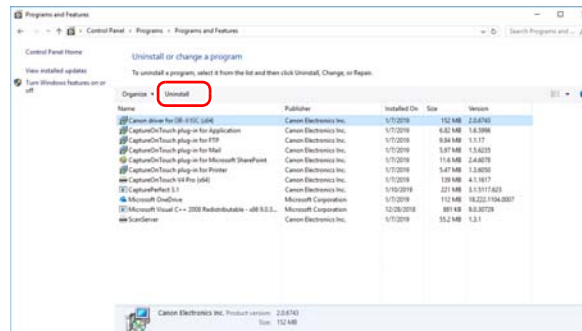 Programs and Features
Control Panel > Programs > Programs and Features
Search Programs and ...
Control Panel Home
View installed updates
Turn Windows features on or off
Uninstall or change a program
To uninstall a program, select it from the list and then click Uninstall, Change, or Repair.
Organize Uninstall
Name Publisher Installed On Size Version
Canon driver for (x64) Canon Electronics Inc. 1/7/2019 152 MB 2.0.6743
CaptureOnTouch plug-in for Application Canon Electronics Inc. 1/7/2019 6.82 MB 1.6.3996
CaptureOnTouch plug-in for FTP Canon Electronics Inc. 1/7/2019 9.84 MB 1.1.17
CaptureOnTouch plug-in for Mail Canon Electronics Inc. 1/7/2019 5.97 MB 1.5.6235
CaptureOnTouch plug-in for Microsoft SharePoint Canon Electronics Inc. 1/7/2019 11.6 MB 2.4.6078
CaptureOnTouch plug-in for Printer Canon Electronics Inc. 1/7/2019 5.47 MB 1.3.6050
CaptureOnTouch V4 Pro (x64) Canon Electronics Inc. 1/7/2019 139 MB 4.1.1617
CapturePerfect 3.1 Canon Electronics Inc. 1/10/2019 221 MB 3.1.5117.623
Microsoft OneDrive Microsoft Corporation 1/7/2019 112 MB 18.222.1104.0007
Microsoft Visual C++ 2008 Redistributable - x86 9.0.3... Microsoft Corporation 12/28/2018 9.0.30729
ScanServer Canon Electronics Inc. 1/7/2019 55.2 MB 1.3.1
Canon Electronics Inc. Product version: 2.0.6743
Size: 152 MB